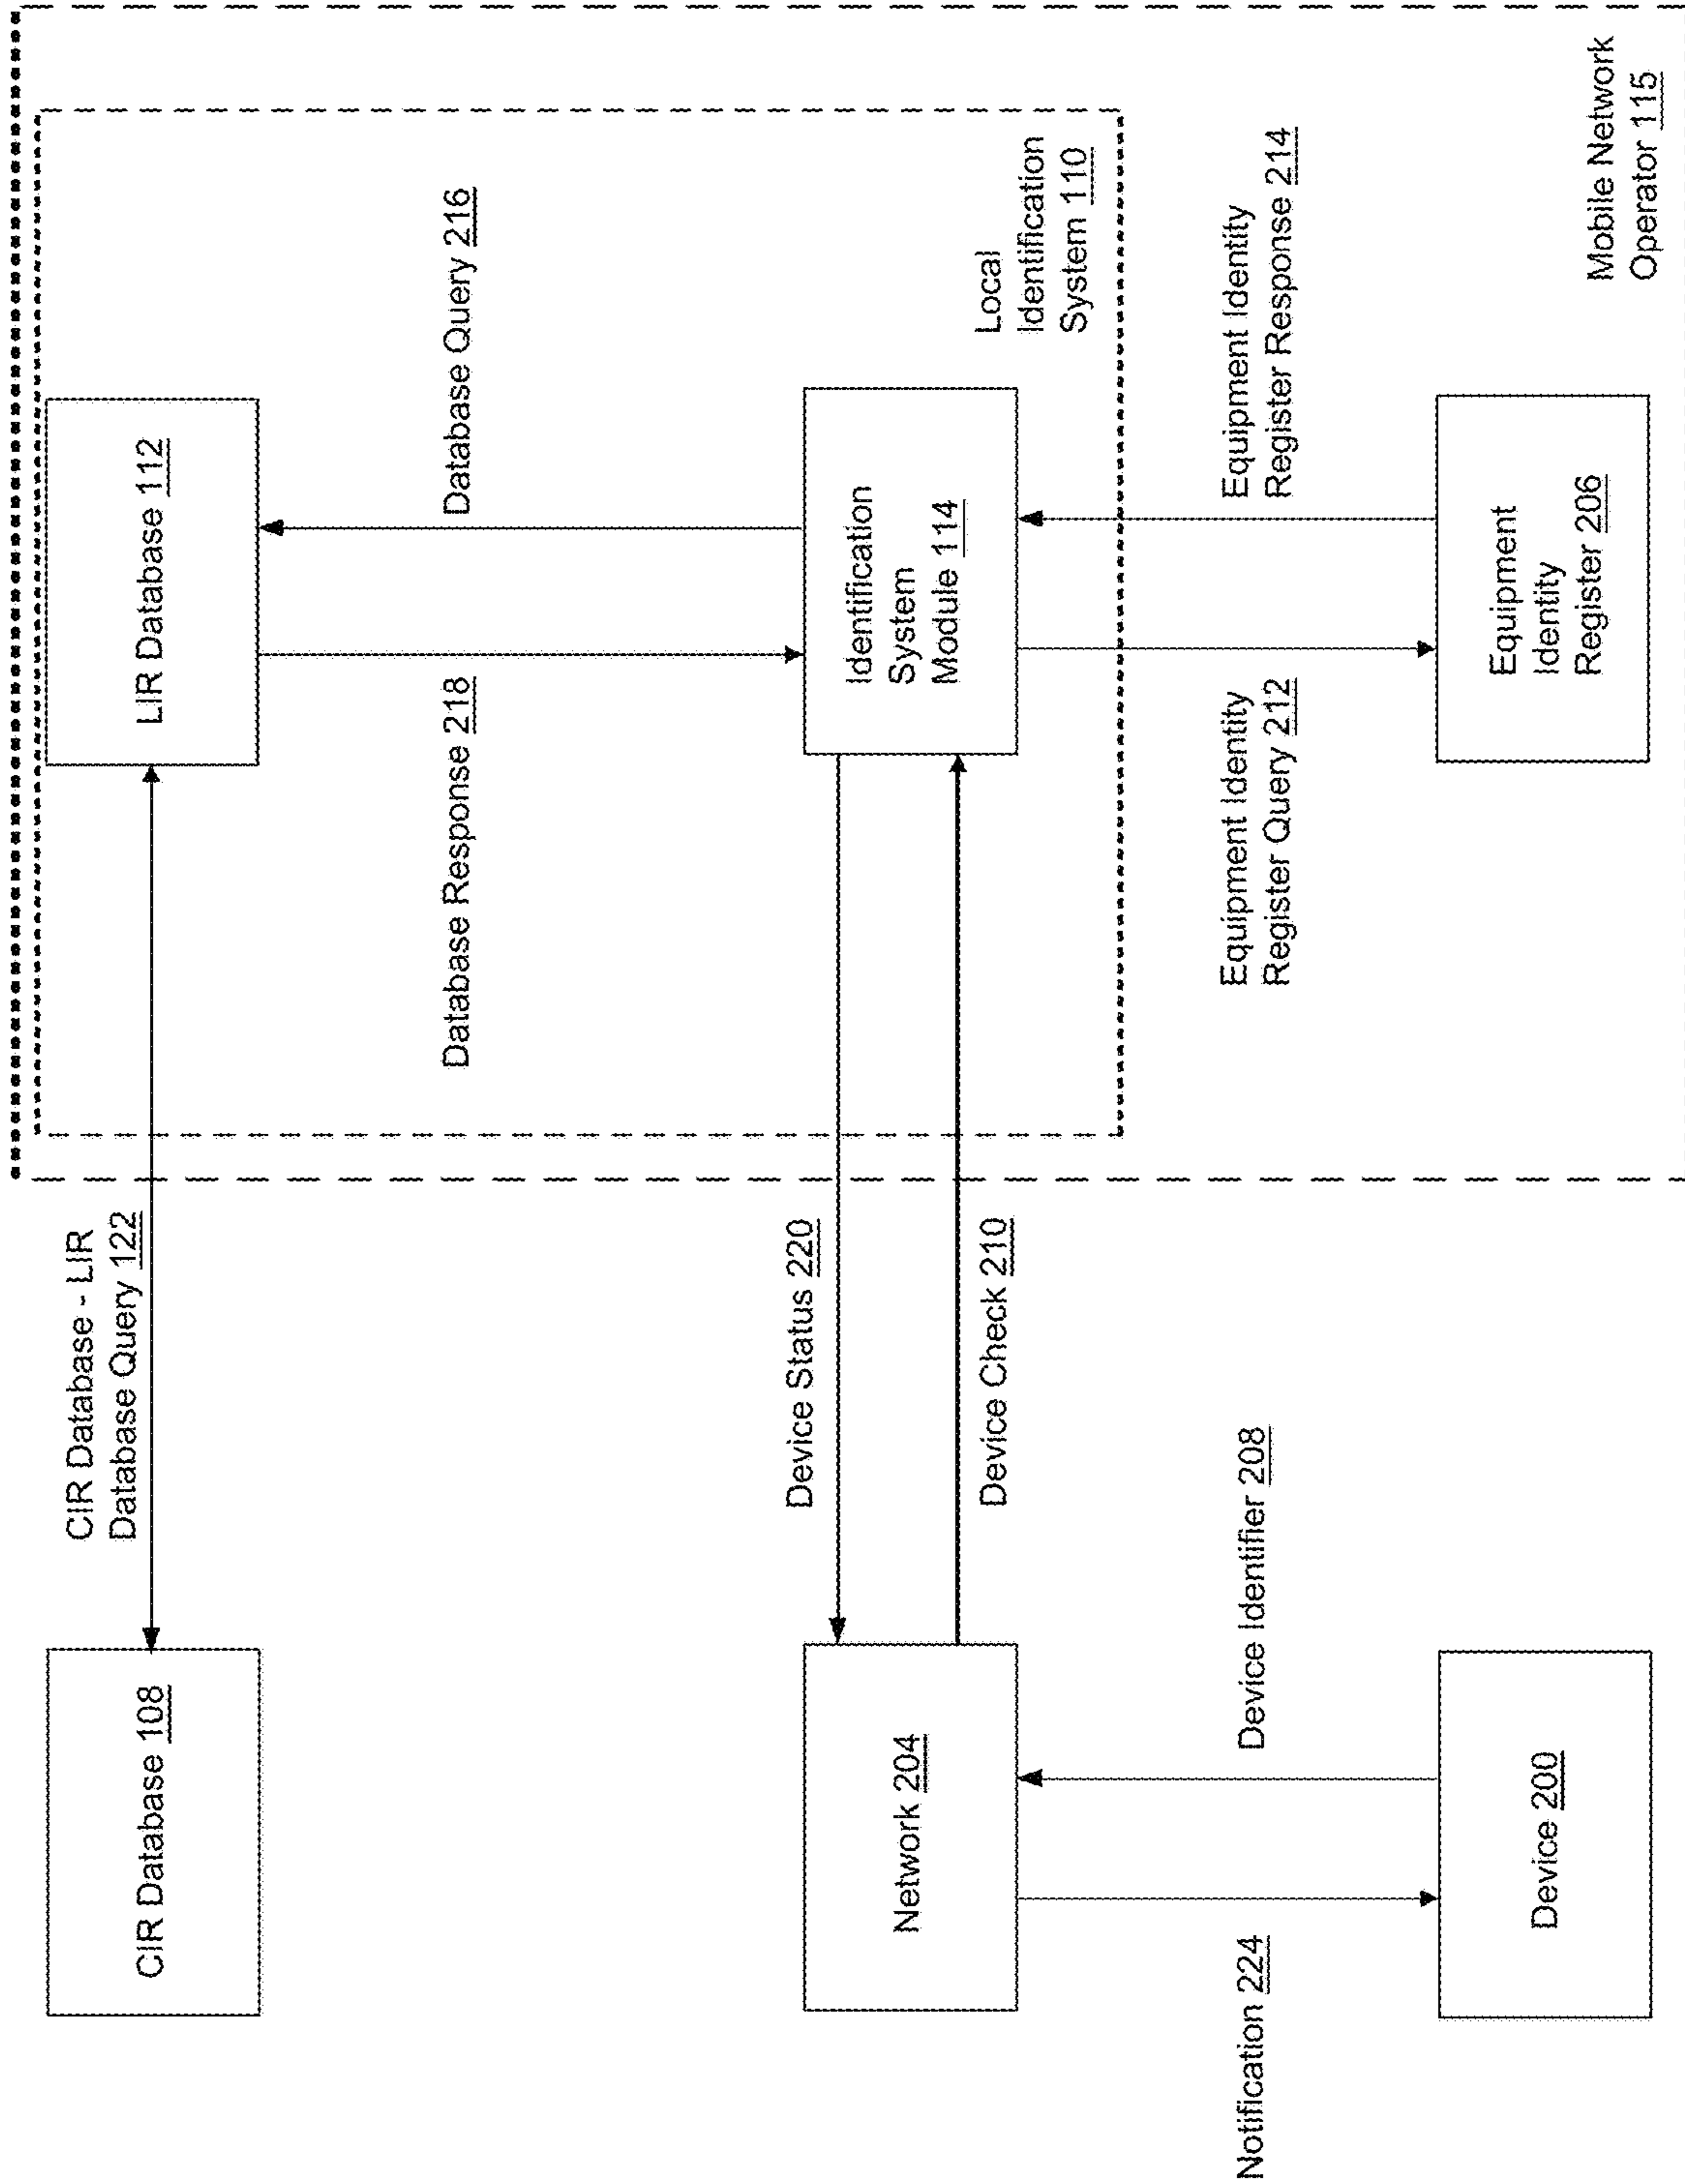 CIR Database 108
CIR Database - LIR
Database Query 122
LIR Database 112
Database Response 218
Database Query 216
Network 204
Device Status 220
Device Check 210
Identification
System
Module 114
Local
Identification
System 110
Notification 224
Device Identifier 208
Equipment Identity
Register Query 212
Equipment Identity
Register Response 214
Device 200
Equipment
Identity
Register 206
Mobile Network
Operator 115